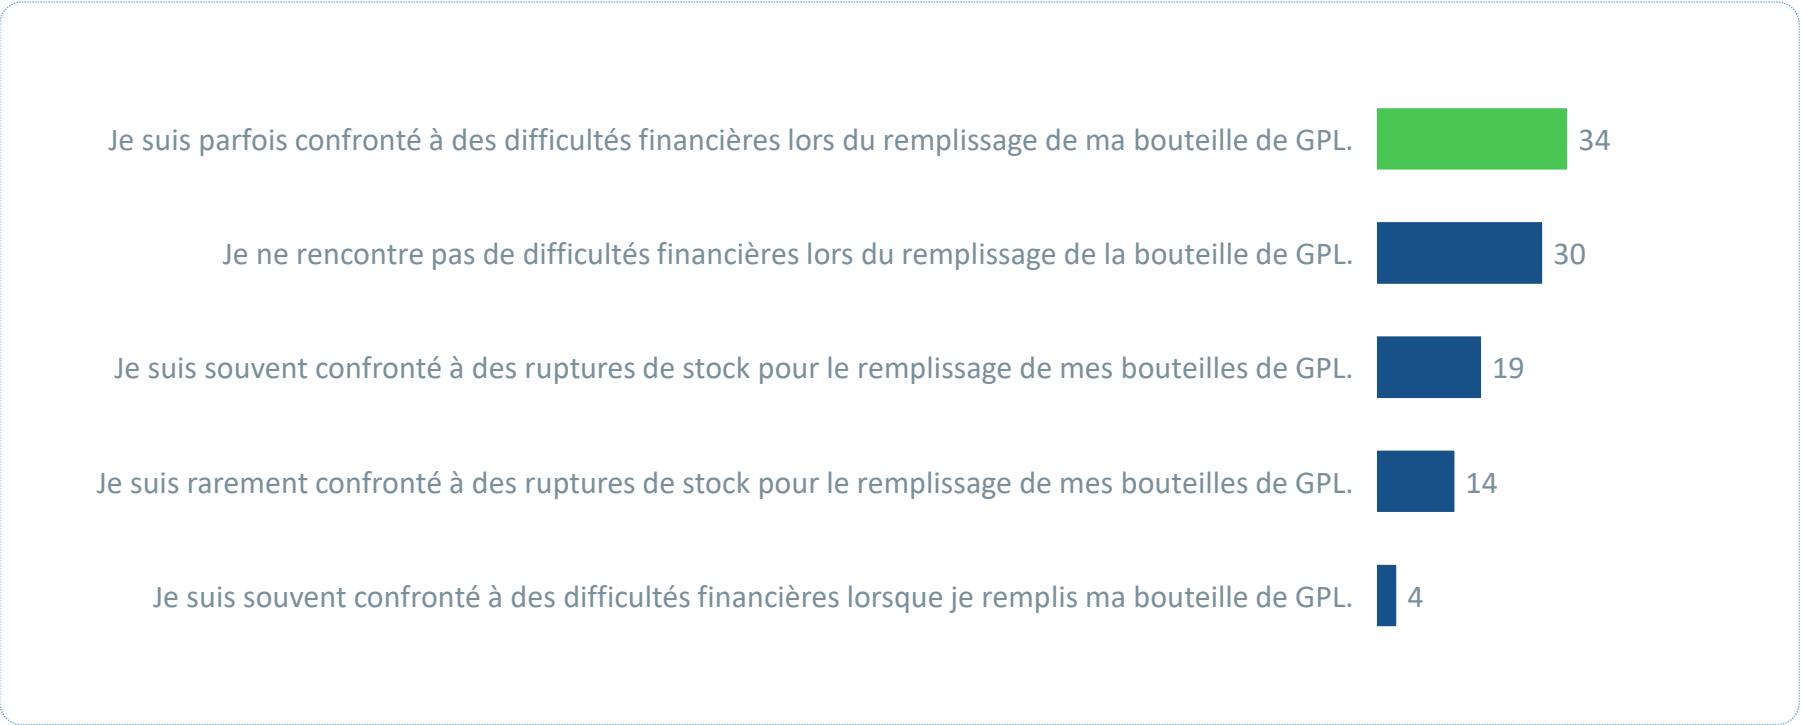 Je suis parfois confronté à des difficultés financières lors du remplissage de ma bouteille de GPL. 34
Je ne rencontre pas de difficultés financières lors du remplissage de la bouteille de GPL. 30
Je suis souvent confronté à des ruptures de stock pour le remplissage de mes bouteilles de GPL. 19
Je suis rarement confronté à des ruptures de stock pour le remplissage de mes bouteilles de GPL. 14
Je suis souvent confronté à des difficultés financières lorsque je remplis ma bouteille de GPL. 4